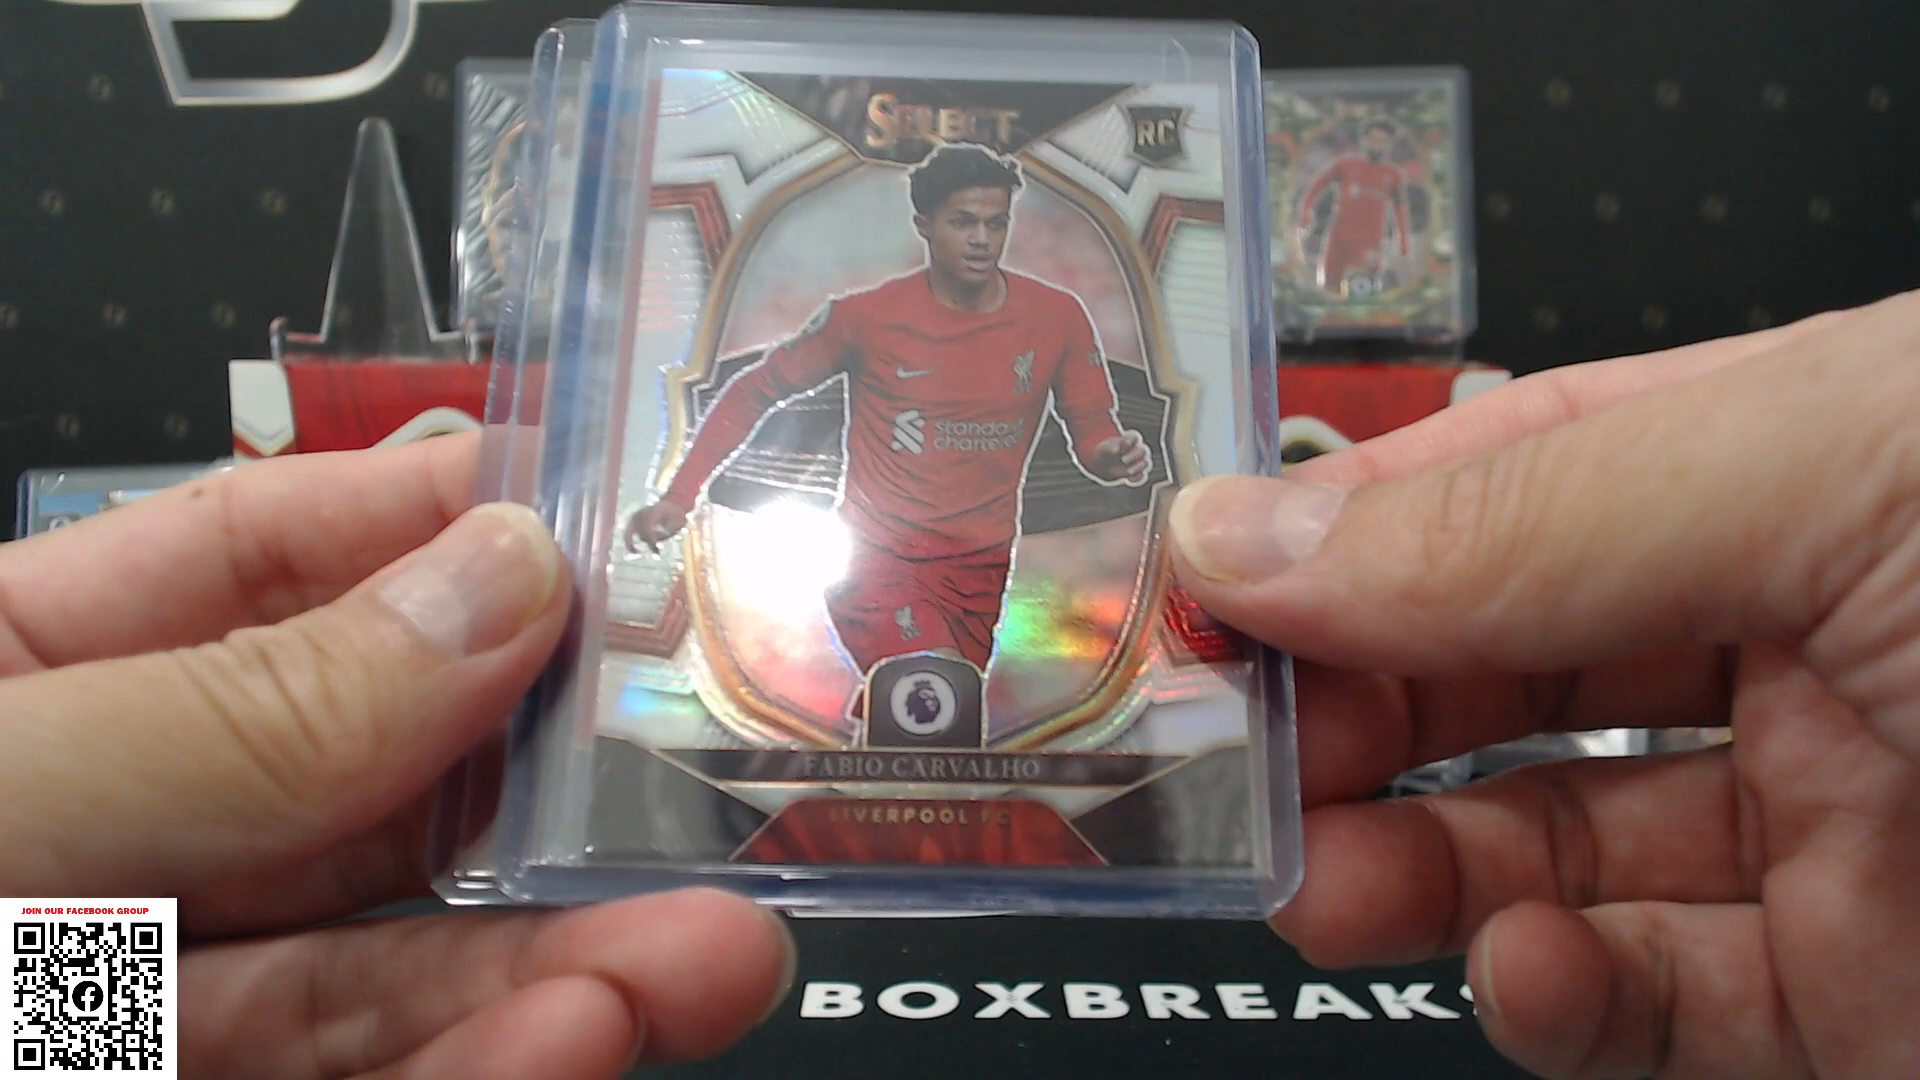 SELECT
RC
standard
chartered
FABIO CARVALHO
LIVERPOOL FC
JOIN OUR FACEBOOK GROUP
BOXBREAKS